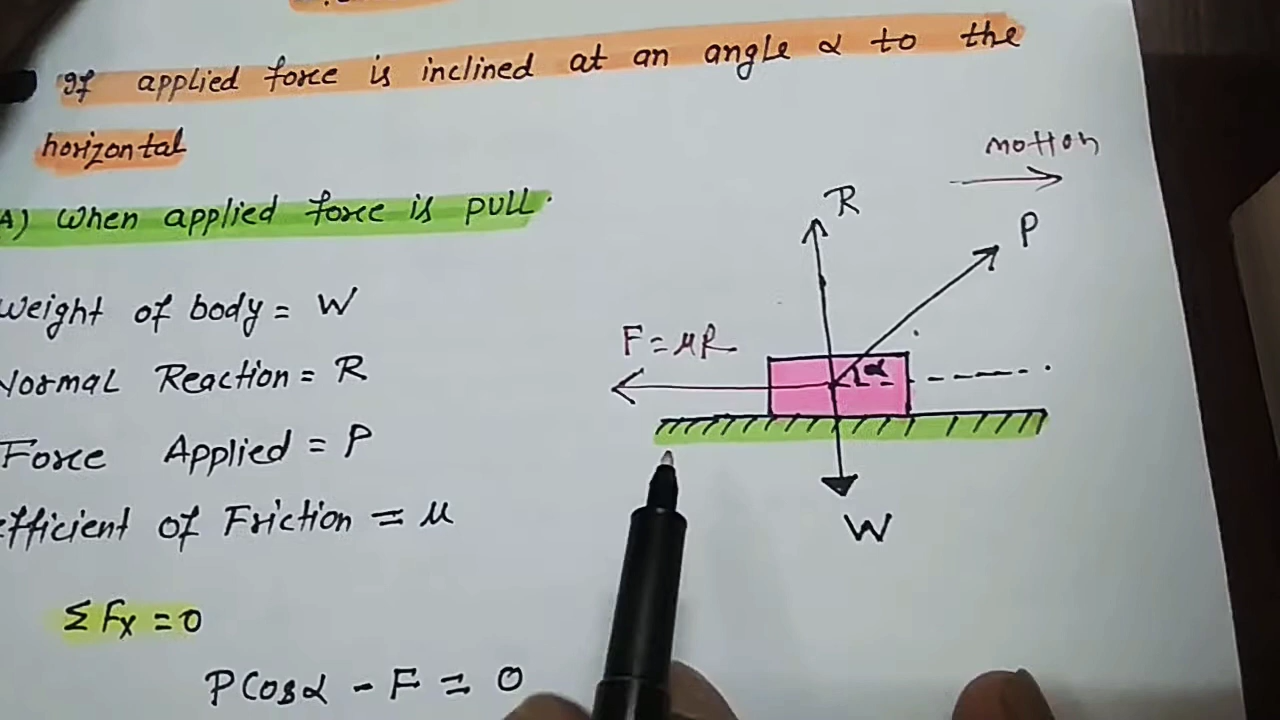 If applied force is inclined at an angle α to the
horizontal
A) When applied force is pull.
Weight of body = W
Normal Reaction = R
Force Applied = P
efficient of Friction = μ
Σ Fx = 0
P Cosα - F = 0
motion
R
P
F = μR
α
W